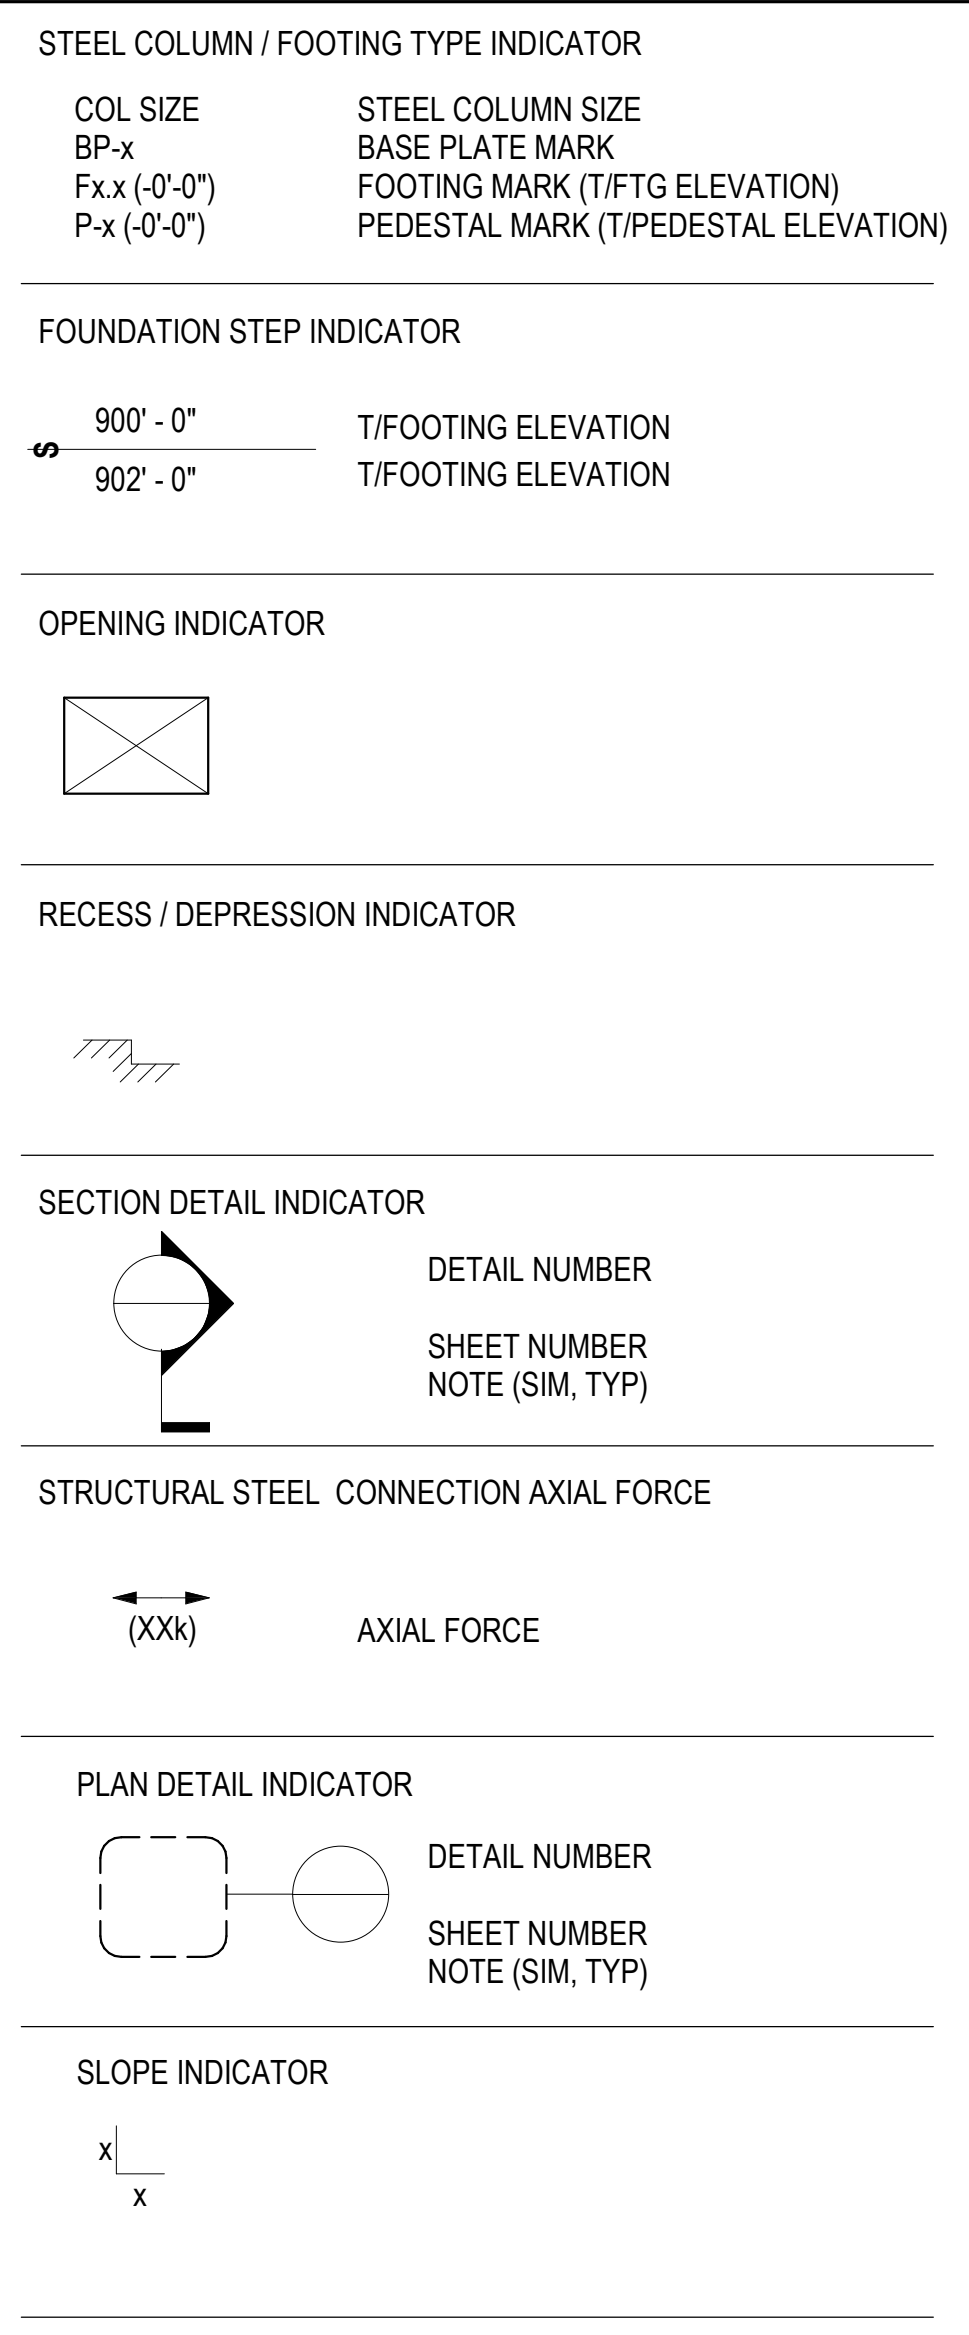 STEEL COLUMN / FOOTING TYPE INDICATOR
COL SIZE STEEL COLUMN SIZE
BP-x BASE PLATE MARK
Fx.x (-0'-0") FOOTING MARK (T/FTG ELEVATION)
P-x (-0'-0") PEDESTAL MARK (T/PEDESTAL ELEVATION)
FOUNDATION STEP INDICATOR
900' - 0" T/FOOTING ELEVATION
S
902' - 0" T/FOOTING ELEVATION
OPENING INDICATOR
RECESS / DEPRESSION INDICATOR
SECTION DETAIL INDICATOR
DETAIL NUMBER
SHEET NUMBER
NOTE (SIM, TYP)
STRUCTURAL STEEL  CONNECTION AXIAL FORCE
(XXk) AXIAL FORCE
PLAN DETAIL INDICATOR
DETAIL NUMBER
SHEET NUMBER
NOTE (SIM, TYP)
SLOPE INDICATOR
x
x